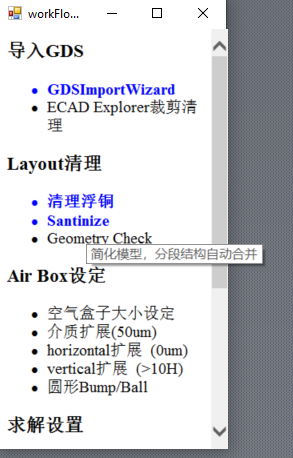 workFlo...
导入GDS
GDSImportWizard
ECAD Explorer裁剪清
理
Layout清理
清理浮铜
Santinize
Geometry Check
简化模型，分段结构自动合并
Air Box设定
空气盒子大小设定
介质扩展(50um)
horizontal扩展 (0um)
vertical扩展 (>10H)
圆形Bump/Ball
求解设置